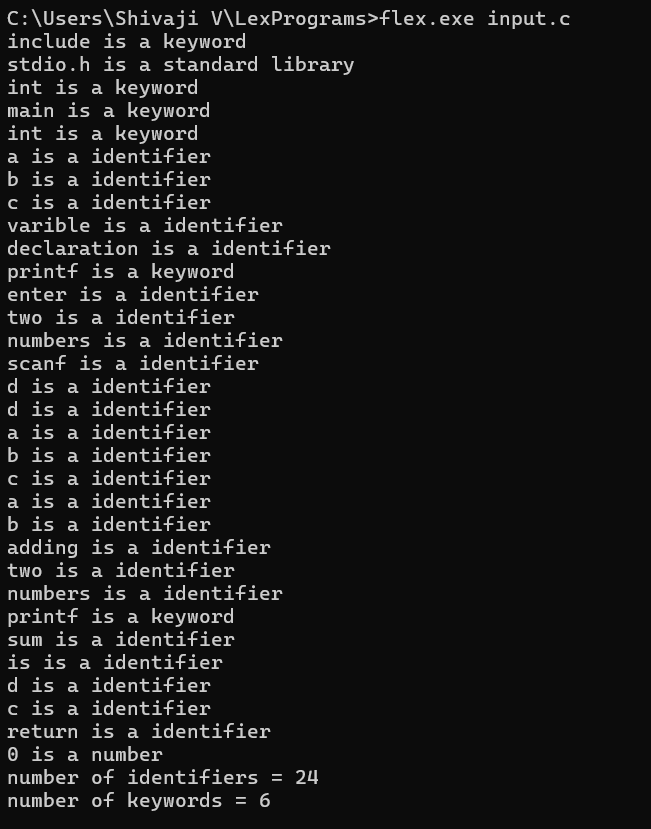 C:\Users\Shivaji V\LexPrograms>flex.exe input.c
include is a keyword
stdio.h is a standard library
int is a keyword
main is a keyword
int is a keyword
a is a identifier
b is a identifier
c is a identifier
varible is a identifier
declaration is a identifier
printf is a keyword
enter is a identifier
two is a identifier
numbers is a identifier
scanf is a identifier
d is a identifier
d is a identifier
a is a identifier
b is a identifier
c is a identifier
a is a identifier
b is a identifier
adding is a identifier
two is a identifier
numbers is a identifier
printf is a keyword
sum is a identifier
is is a identifier
d is a identifier
c is a identifier
return is a identifier
0 is a number
number of identifiers = 24
number of keywords = 6